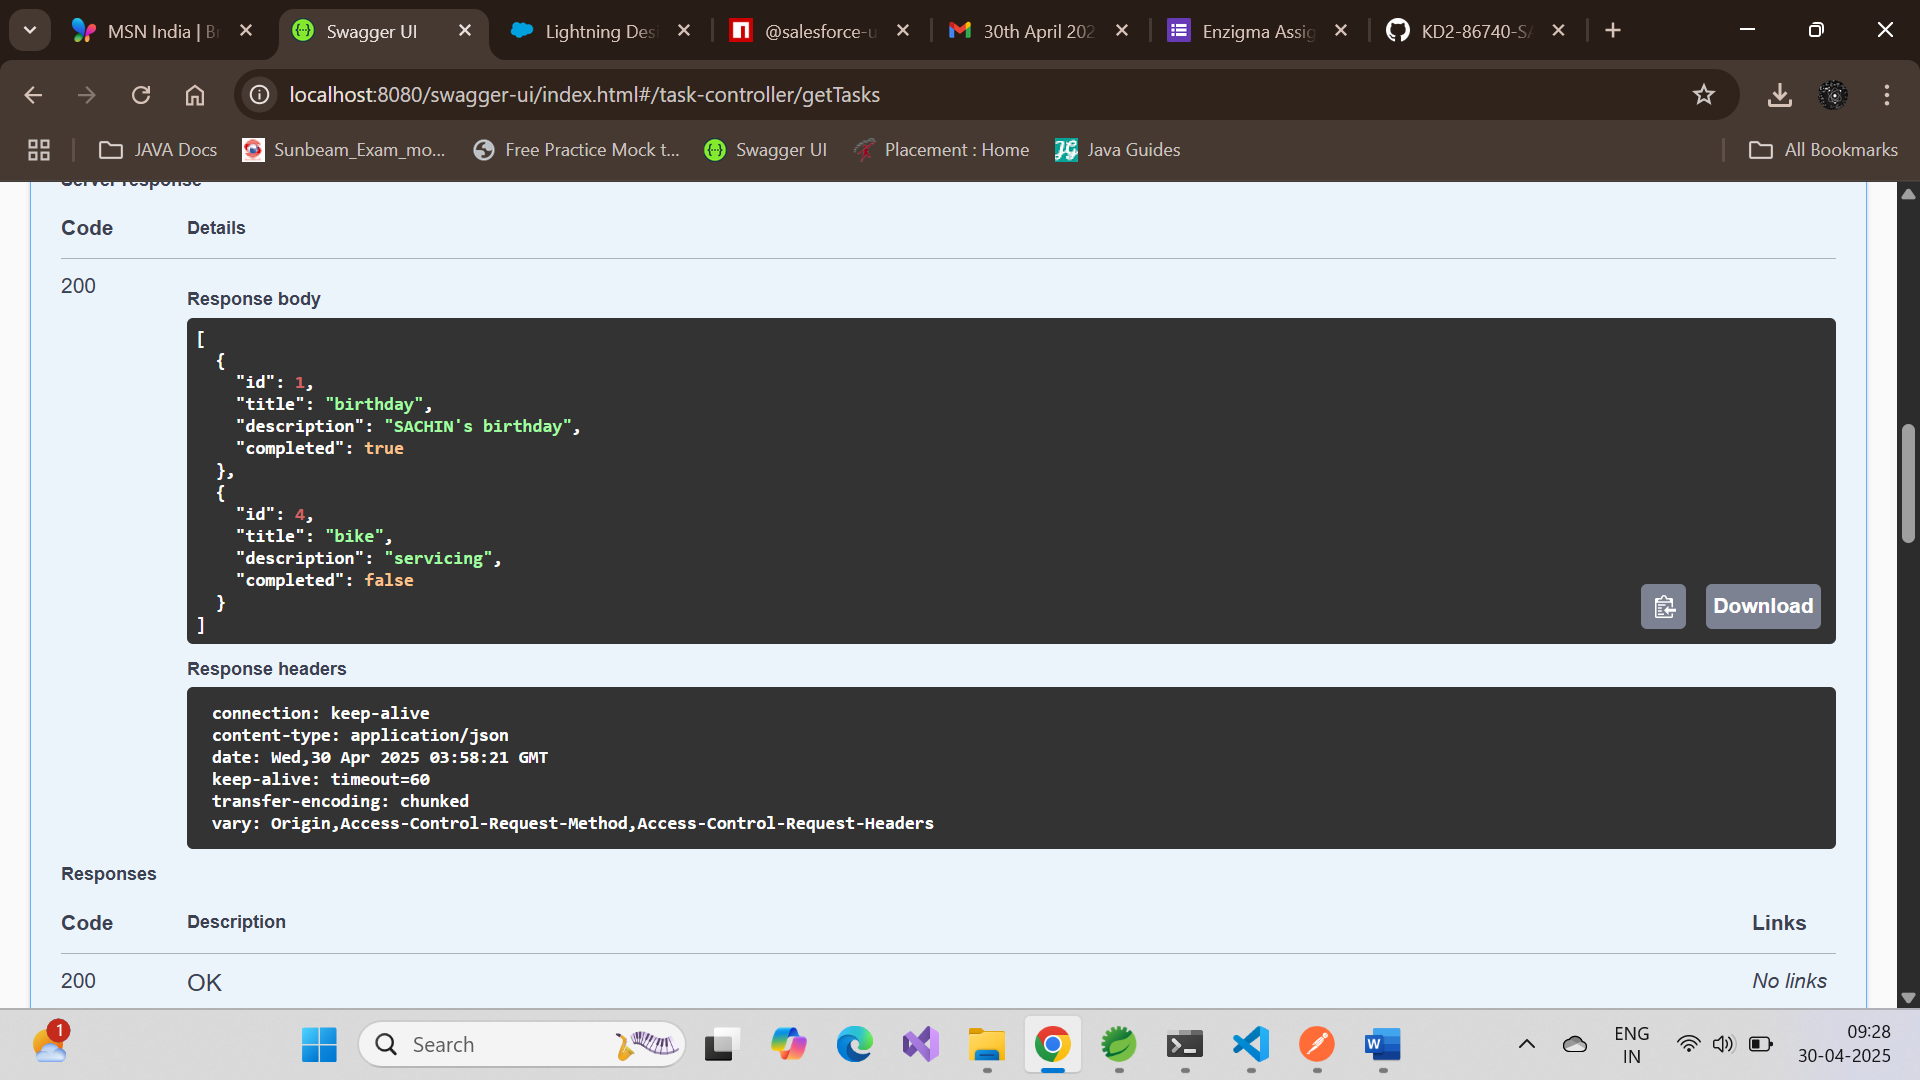 MSN India | Br
Swagger UI
Lightning Desi
@salesforce-u
30th April 202
Enzigma Assig
KD2-86740-SA
localhost:8080/swagger-ui/index.html#/task-controller/getTasks
JAVA Docs
Sunbeam_Exam_mo...
Free Practice Mock t...
Swagger UI
Placement : Home
Java Guides
All Bookmarks
Server response
Code Details
200
Response body
[
{
"id": 1,
"title": "birthday",
"description": "SACHIN's birthday",
"completed": true
},
{
"id": 4,
"title": "bike",
"description": "servicing",
"completed": false
}
]
Download
Response headers
connection: keep-alive
content-type: application/json
date: Wed,30 Apr 2025 03:58:21 GMT
keep-alive: timeout=60
transfer-encoding: chunked
vary: Origin,Access-Control-Request-Method,Access-Control-Request-Headers
Responses
Code Description Links
200 OK No links
1
Search
ENG
IN
09:28
30-04-2025